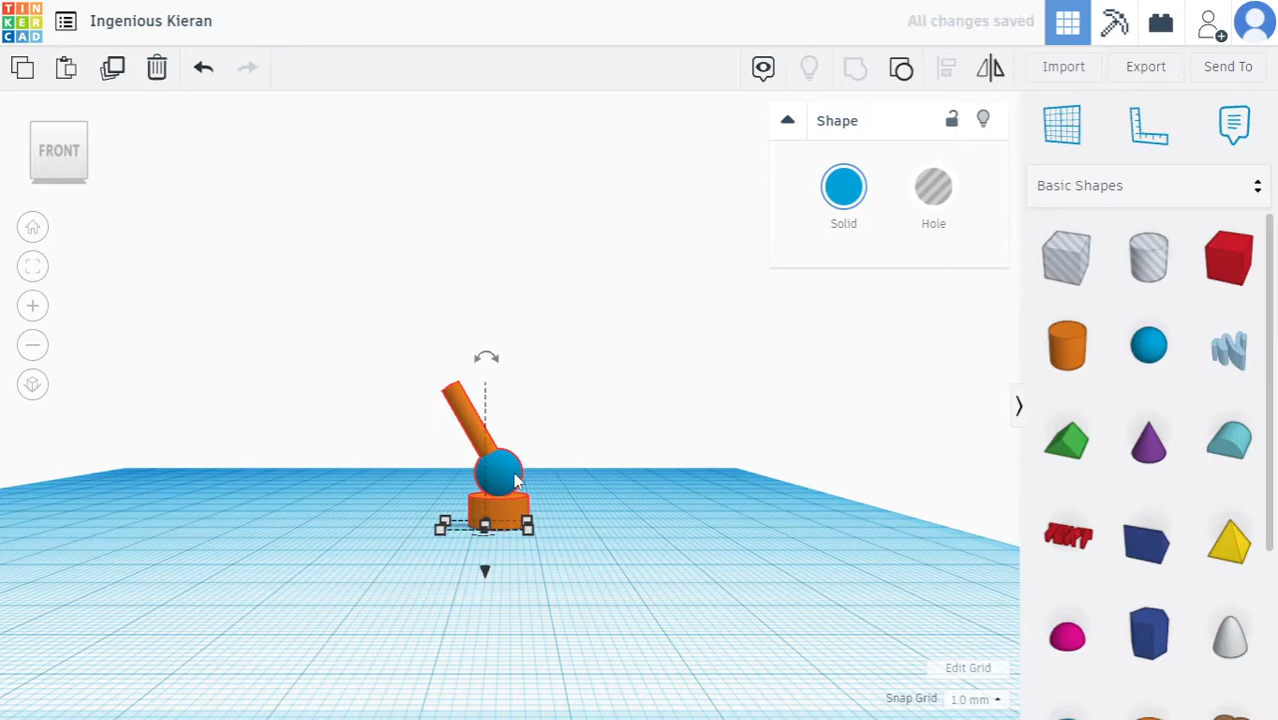 TIN
KER
CAD
Ingenious Kieran
All changes saved
Import
Export
Send To
FRONT
Shape
Solid
Hole
Basic Shapes
TEXT
Edit Grid
Snap Grid 1.0 mm